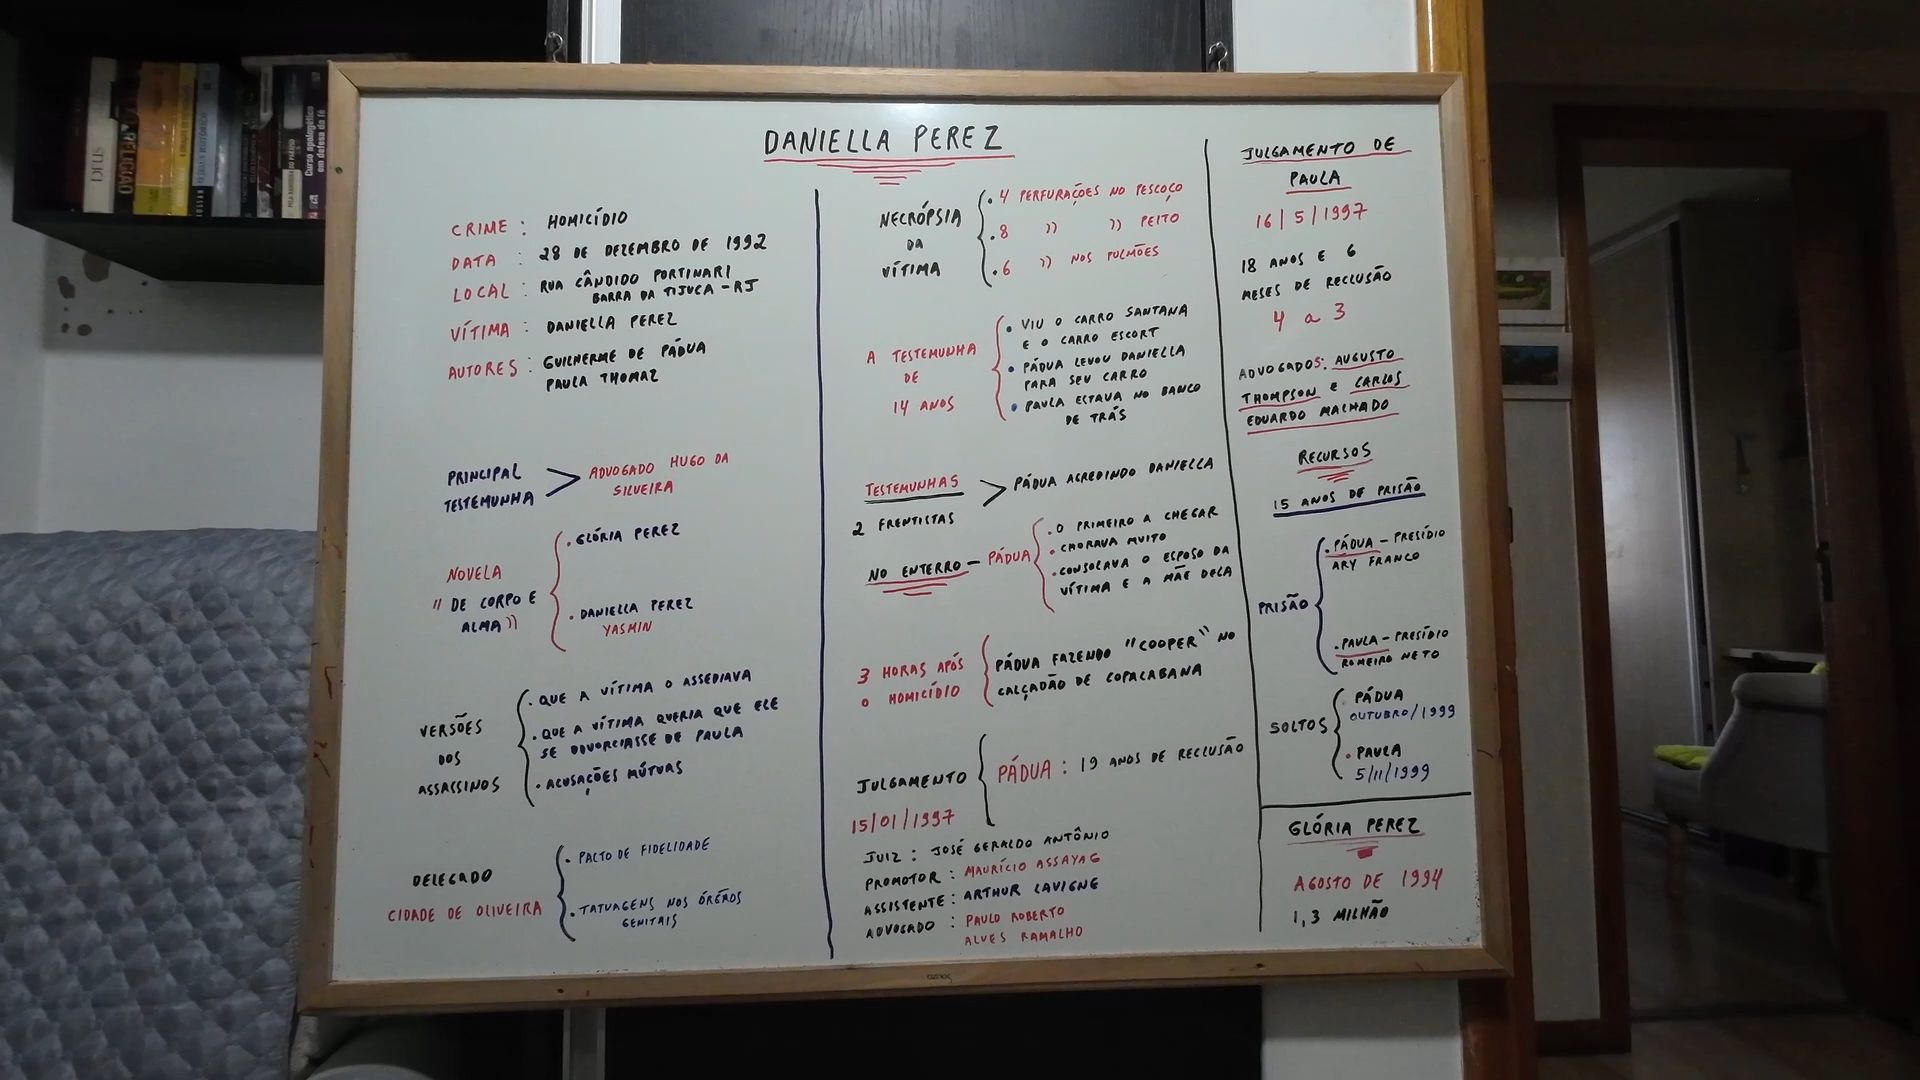 DANIELLA PEREZ
CRIME : HOMICÍDIO
DATA : 28 DE DEZEMBRO DE 1992
LOCAL : RUA CÂNDIDO PORTINARI
BARRA DA TIJUCA - RJ
VÍTIMA : DANIELLA PEREZ
AUTORES : GUILHERME DE PÁDUA
PAULA THOMAZ
PRINCIPAL
TESTEMUNHA > ADVOGADO HUGO DA
SILVEIRA
NOVELA
" DE CORPO E
ALMA "
. GLÓRIA PEREZ
. DANIELLA PEREZ
YASMIN
VERSÕES
DOS
ASSASSINOS
. QUE A VÍTIMA O ASSEDIAVA
. QUE A VÍTIMA QUERIA QUE ELE
SE DIVORCIASSE DE PAULA
. ACUSAÇÕES MÚTUAS
DELEGADO
CIDADE DE OLIVEIRA
. PACTO DE FIDELIDADE
. TATUAGENS NOS ÓRGÃOS
GENITAIS
NECRÓPSIA
DA
VÍTIMA
. 4 PERFURAÇÕES NO PESCOÇO
. 8 )) )) PEITO
. 6 )) NOS PULMÕES
A TESTEMUNHA
DE
14 ANOS
• VIU O CARRO SANTANA
E O CARRO ESCORT
• PÁDUA LEVOU DANIELLA
PARA SEU CARRO
• PAULA ESTAVA NO BANCO
DE TRÁS
TESTEMUNHAS > PÁDUA AGREDINDO DANIELLA
2 FRENTISTAS
NO ENTERRO - PÁDUA
. O PRIMEIRO A CHEGAR
. CHORAVA MUITO
. CONSOLAVA O ESPOSO DA
VÍTIMA E A MÃE DELA
3 HORAS APÓS
O HOMICÍDIO
PÁDUA FAZENDO "COOPER" NO
CALÇADÃO DE COPACABANA
JULGAMENTO
15/01/1997
PÁDUA : 19 ANOS DE RECLUSÃO
JUIZ : JOSÉ GERALDO ANTÔNIO
PROMOTOR : MAURÍCIO ASSAYAG
ASSISTENTE : ARTHUR LAVIGNE
ADVOGADO : PAULO ROBERTO
ALVES RAMALHO
JULGAMENTO DE
PAULA
16/5/1997
18 ANOS E 6
MESES DE RECLUSÃO
4 a 3
ADVOGADOS: AUGUSTO
THOMPSON E CARLOS
EDUARDO MACHADO
RECURSOS
15 ANOS DE PRISÃO
PRISÃO
. PÁDUA - PRESÍDIO
ARY FRANCO
. PAULA - PRESÍDIO
ROMEIRO NETO
SOLTOS
. PÁDUA
OUTUBRO/1999
. PAULA
5/11/1999
GLÓRIA PEREZ
AGOSTO DE 1994
1,3 MILHÃO
Curso apologético
em defesa da fé